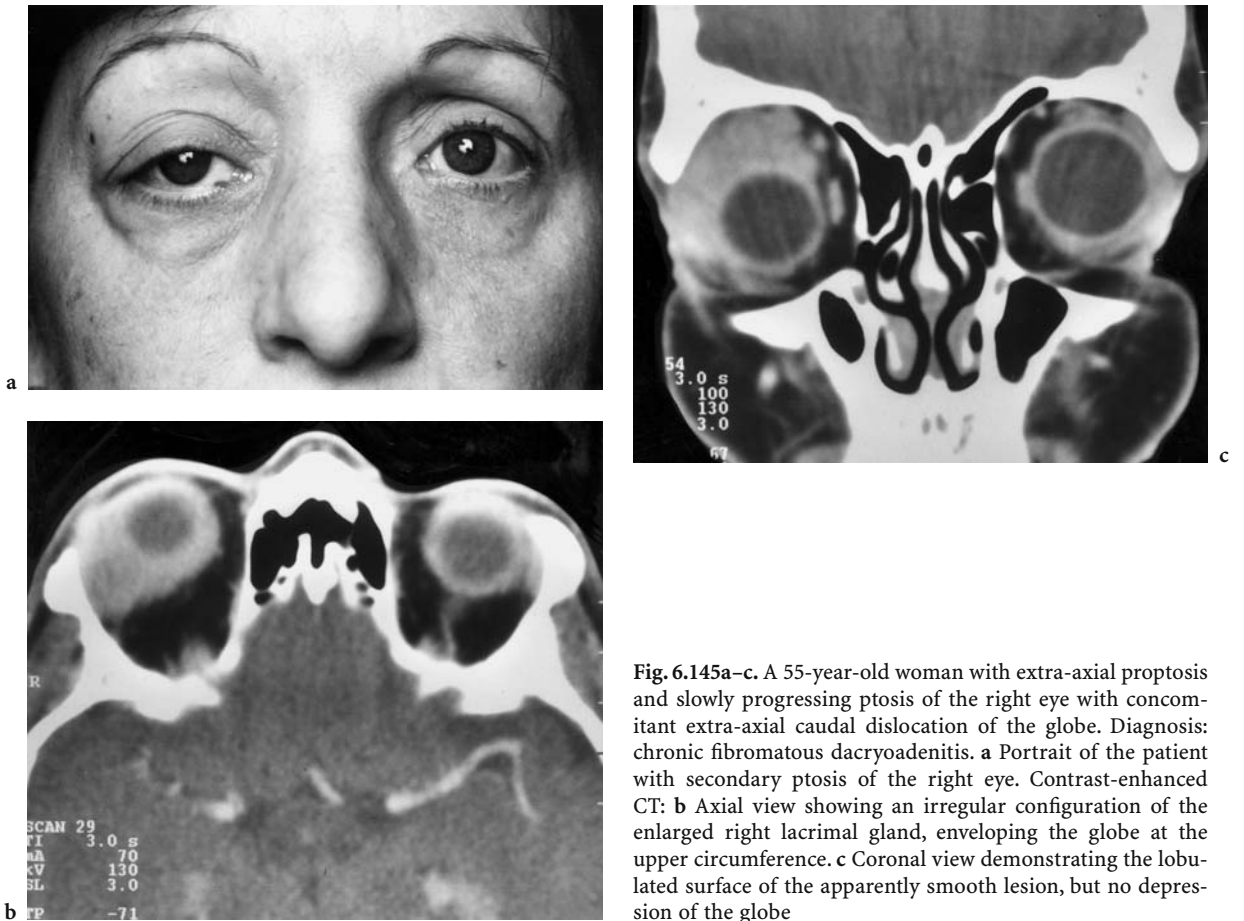 a
54
3.0 s
100
130
3.0
c
R
SCAN 29
TI 3.0 s
mA 70
kV 130
SL 3.0
TP -71
b
Fig. 6.145a–c. A 55-year-old woman with extra-axial proptosis
and slowly progressing ptosis of the right eye with concom-
itant extra-axial caudal dislocation of the globe. Diagnosis:
chronic fibromatous dacryoadenitis. a Portrait of the patient
with secondary ptosis of the right eye. Contrast-enhanced
CT: b Axial view showing an irregular configuration of the
enlarged right lacrimal gland, enveloping the globe at the
upper circumference. c Coronal view demonstrating the lobu-
lated surface of the apparently smooth lesion, but no depres-
sion of the globe